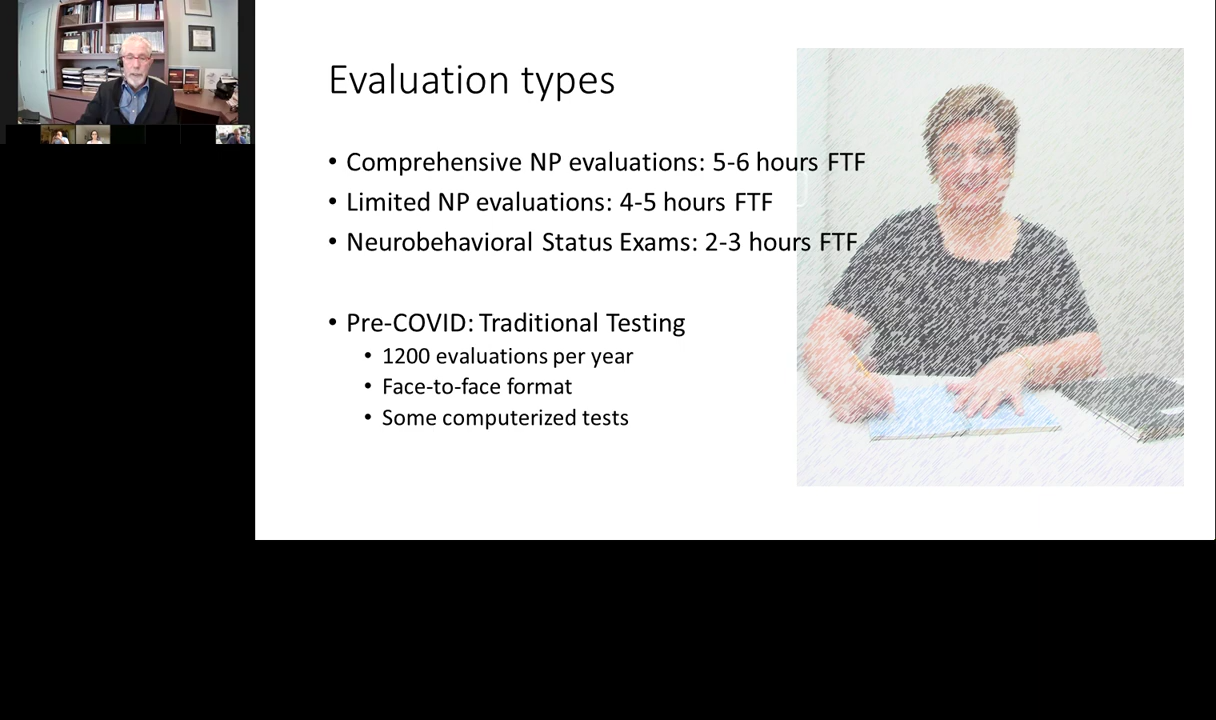 Evaluation types
• Comprehensive NP evaluations: 5-6 hours FTF
• Limited NP evaluations: 4-5 hours FTF
• Neurobehavioral Status Exams: 2-3 hours FTF
• Pre-COVID: Traditional Testing
• 1200 evaluations per year
• Face-to-face format
• Some computerized tests